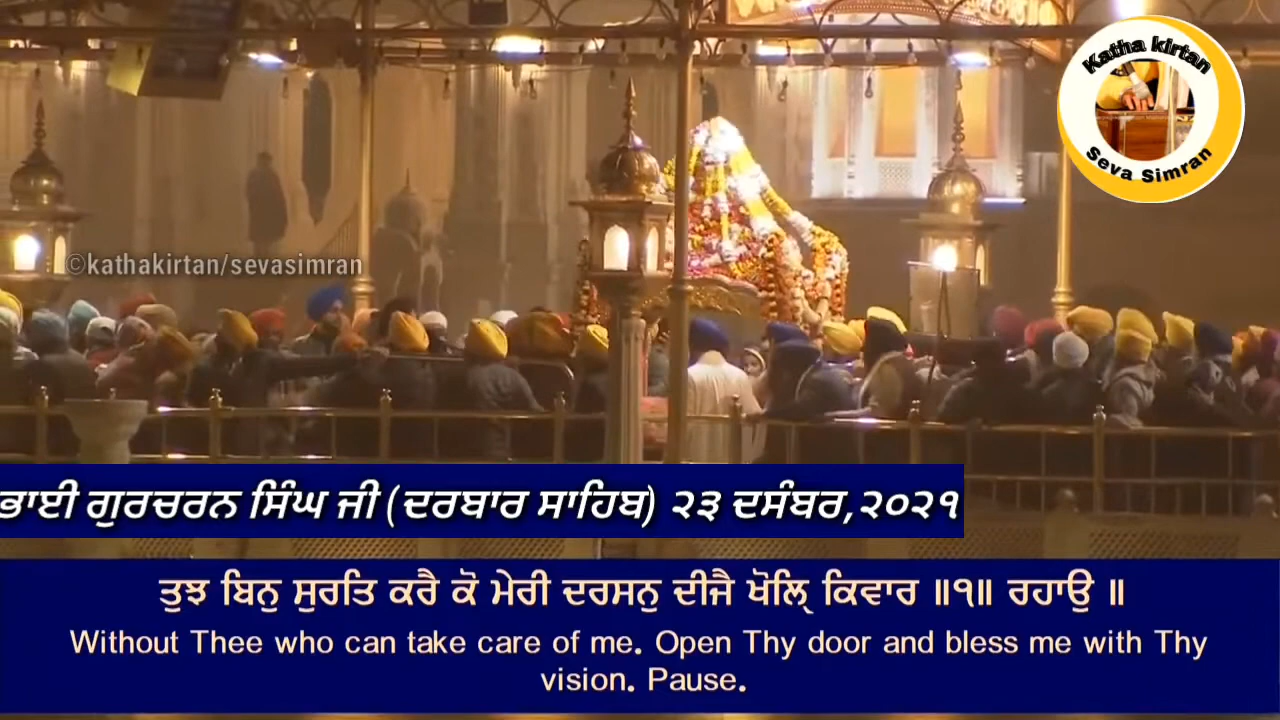 Katha kirtan
Seva Simran
©kathakirtan/sevasimran
ਭਾਈ ਗੁਰਚਰਨ ਸਿੰਘ ਜੀ (ਦਰਬਾਰ ਸਾਹਿਬ) ੨੩ ਦਸੰਬਰ,੨੦੨੧
ਤੁਝ ਬਿਨੁ ਸੁਰਤਿ ਕਰੈ ਕੋ ਮੇਰੀ ਦਰਸਨੁ ਦੀਜੈ ਖੋਲ੍ਹਿ ਕਿਵਾਰ ॥੧॥ ਰਹਾਉ ॥
Without Thee who can take care of me. Open Thy door and bless me with Thy
vision. Pause.